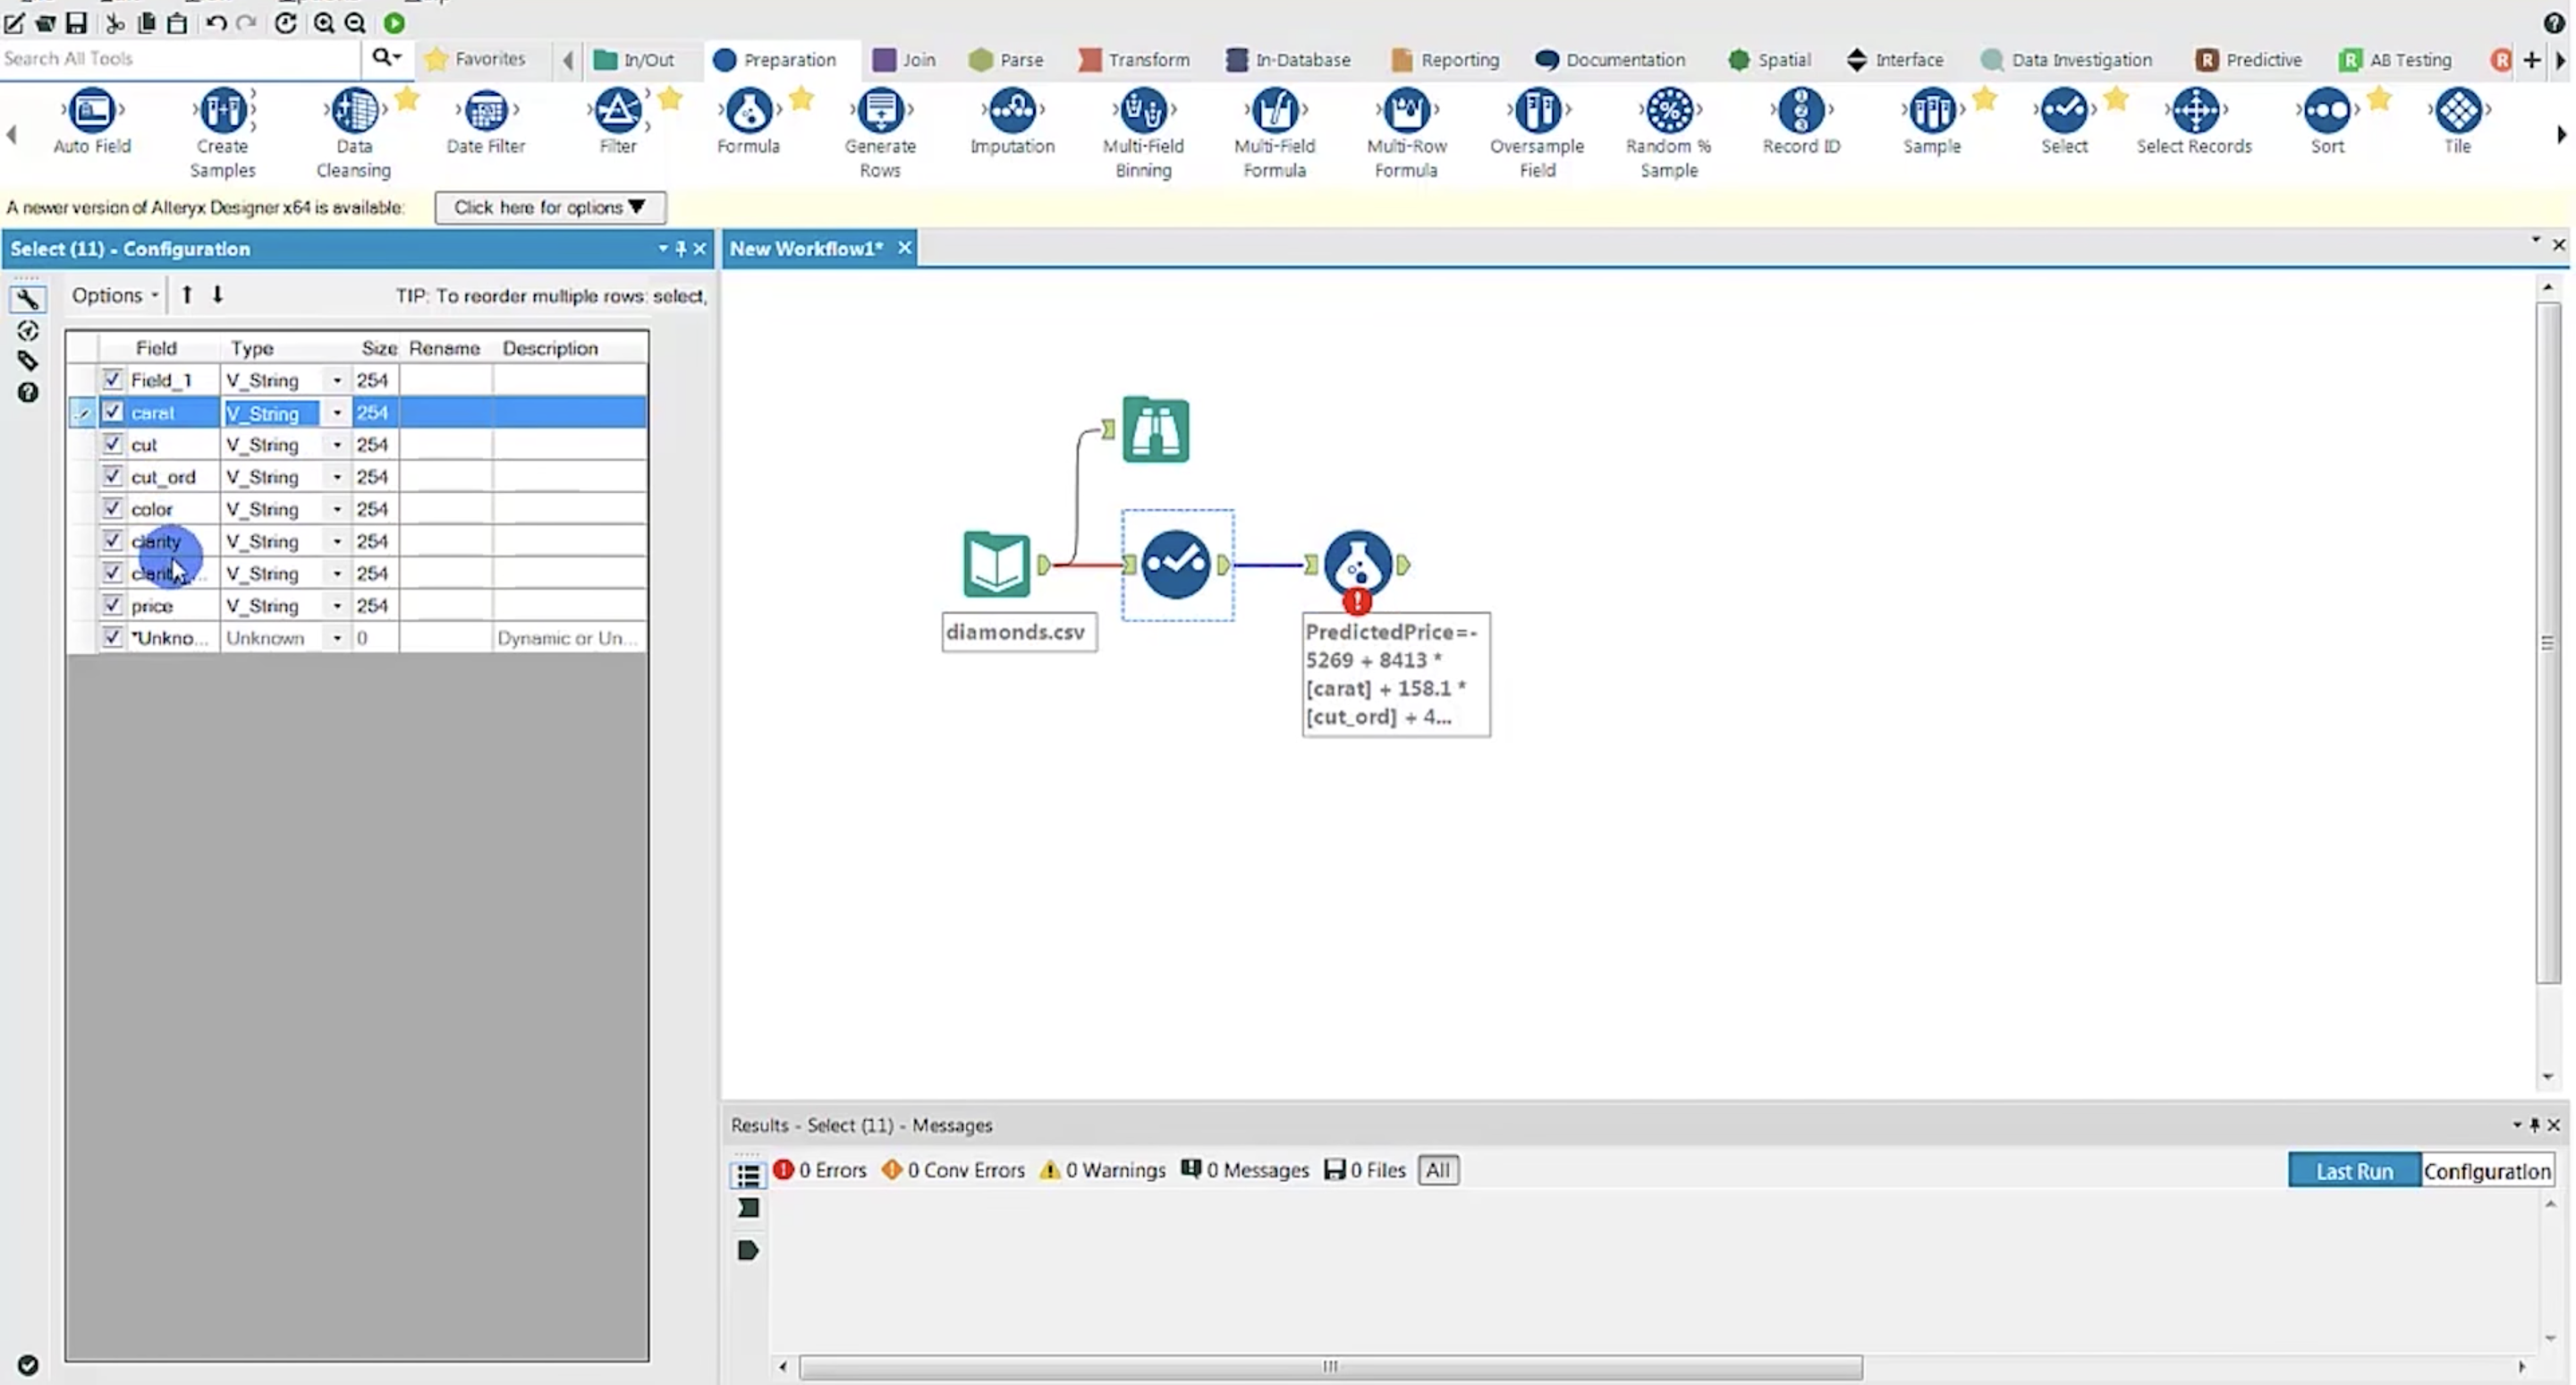 Search All Tools
Favorites
In/Out
Preparation
Join
Parse
Transform
In-Database
Reporting
Documentation
Spatial
Interface
Data Investigation
R Predictive
R AB Testing
R
Auto Field
Create Samples
Data Cleansing
Date Filter
Filter
Formula
Generate Rows
Imputation
Multi-Field Binning
Multi-Field Formula
Multi-Row Formula
Oversample Field
Random % Sample
Record ID
Sample
Select
Select Records
Sort
Tile
A newer version of Alteryx Designer x64 is available:
Click here for options
Select (11) - Configuration
New Workflow1*
Options
TIP: To reorder multiple rows: select,
Field Type Size Rename Description
Field_1 V_String 254
carat V_String 254
cut V_String 254
cut_ord V_String 254
color V_String 254
clarity V_String 254
V_String 254
price V_String 254
*Unkno... Unknown 0 Dynamic or Un...
diamonds.csv
PredictedPrice=-
5269 + 8413 *
[carat] + 158.1 *
[cut_ord] + 4...
Results - Select (11) - Messages
0 Errors
0 Conv Errors
0 Warnings
0 Messages
0 Files
All
Last Run
Configuration